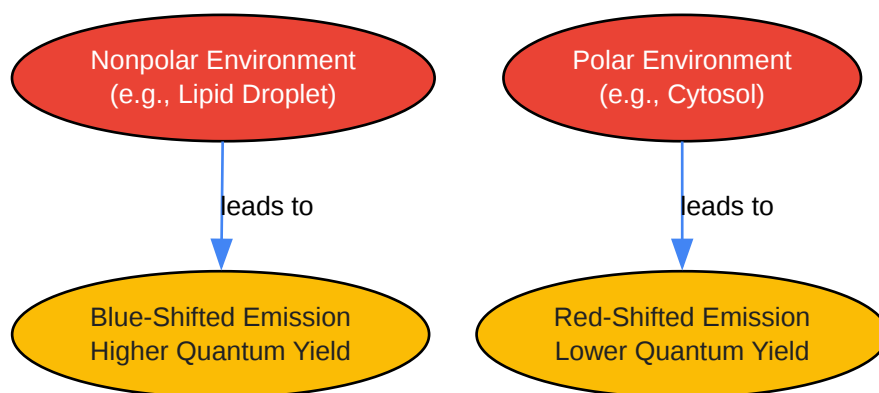 Nonpolar Environment
(e.g., Lipid Droplet)
Polar Environment
(e.g., Cytosol)
leads to
leads to
Blue-Shifted Emission
Higher Quantum Yield
Red-Shifted Emission
Lower Quantum Yield